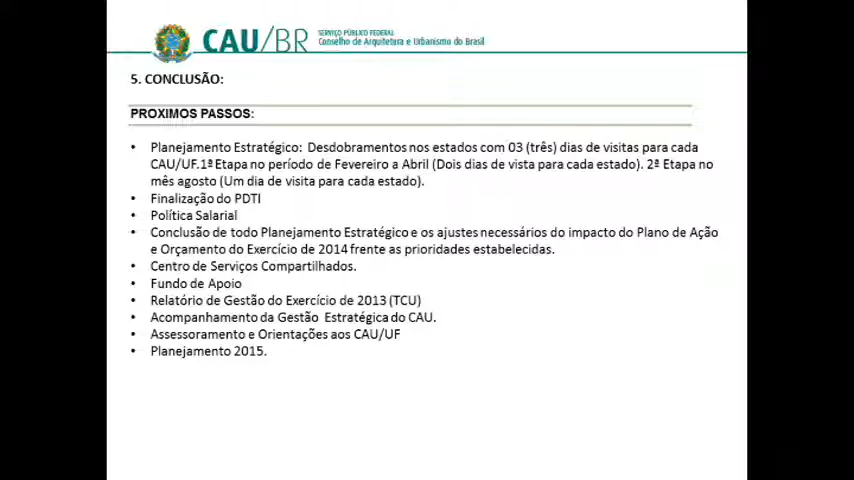 CAU/BR
SERVIÇO PÚBLICO FEDERAL
Conselho de Arquitetura e Urbanismo do Brasil
5. CONCLUSÃO:
PROXIMOS PASSOS:
• Planejamento Estratégico: Desdobramentos nos estados com 03 (três) dias de visitas para cada
CAU/UF.1ª Etapa no período de Fevereiro a Abril (Dois dias de vista para cada estado). 2ª Etapa no
mês agosto (Um dia de visita para cada estado).
• Finalização do PDTI
• Política Salarial
• Conclusão de todo Planejamento Estratégico e os ajustes necessários do impacto do Plano de Ação
e Orçamento do Exercício de 2014 frente as prioridades estabelecidas.
• Centro de Serviços Compartilhados.
• Fundo de Apoio
• Relatório de Gestão do Exercício de 2013 (TCU)
• Acompanhamento da Gestão Estratégica do CAU.
• Assessoramento e Orientações aos CAU/UF
• Planejamento 2015.